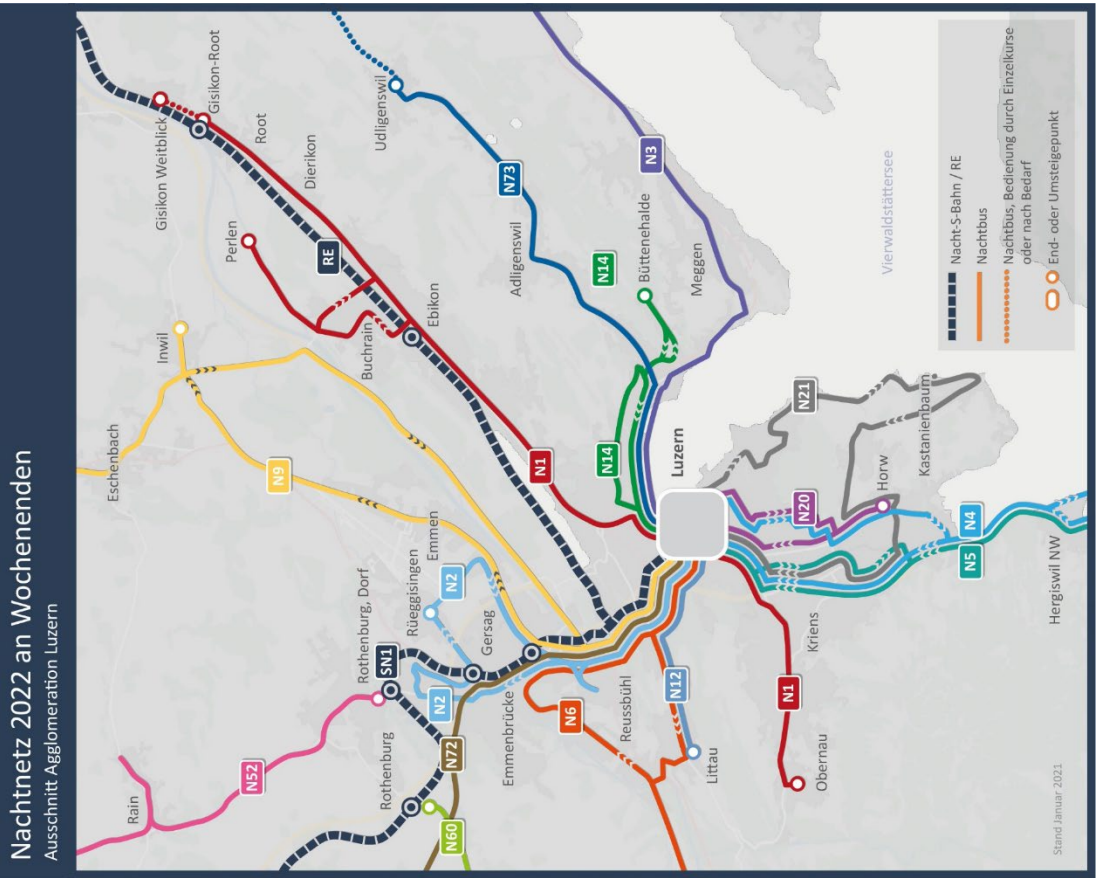 Nachtnetz 2022 an Wochenenden
Ausschnitt Agglomeration Luzern
Rain
Eschenbach
Inwil
Perlen
Gisikon Weitblick
Gisikon-Root
Root
Dierikon
RE
Buchrain
Ebikon
Udligenswil
N73
Adligenswil
N3
N14
Büttenehalde
Meggen
Vierwaldstättersee
N52
Rothenburg, Dorf
Rothenburg
SN1
Rüeggisingen
N2
Emmen
N9
Gersag
N2
N72
N60
Emmenbrücke
N1
N14
Luzern
N6
Reussbühl
N12
Littau
N1
Obernau
Kriens
N20
N21
Horw
Kastanienbaum
N5
N4
Hergiswil NW
Nacht-S-Bahn / RE
Nachtbus
Nachtbus, Bedienung durch Einzelkurse
oder nach Bedarf
End- oder Umsteigepunkt
Stand Januar 2021